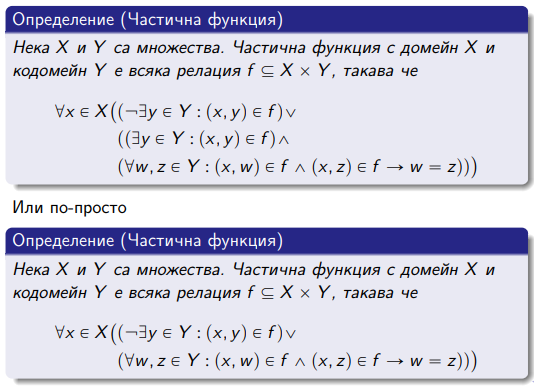 Определение (Частична функция)
Нека X и Y са множества. Частична функция с домейн X и
кодомейн Y е всяка релация f ⊆ X × Y, такава че
∀x ∈ X((¬∃y ∈ Y : (x, y) ∈ f)∨
((∃y ∈ Y : (x, y) ∈ f)∧
(∀w, z ∈ Y : (x, w) ∈ f ∧ (x, z) ∈ f → w = z)))
Или по-просто
Определение (Частична функция)
Нека X и Y са множества. Частична функция с домейн X и
кодомейн Y е всяка релация f ⊆ X × Y, такава че
∀x ∈ X((¬∃y ∈ Y : (x, y) ∈ f)∨
(∀w, z ∈ Y : (x, w) ∈ f ∧ (x, z) ∈ f → w = z)))